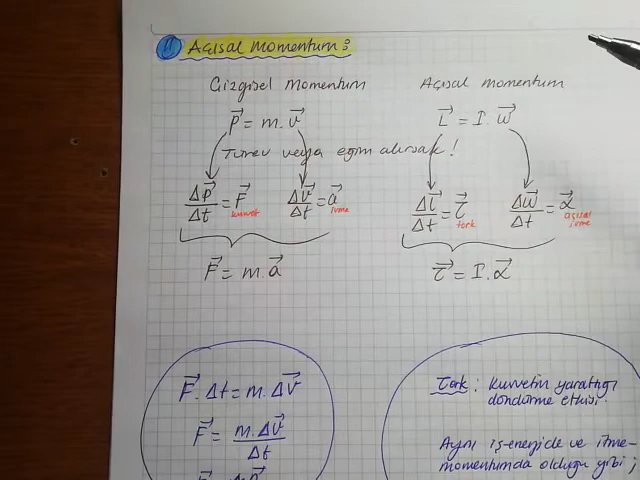 11 Açısal Momentum:
Çizgisel Momentum
P⃗ = m.v⃗
Açısal momentum
L⃗ = I.w⃗
Türev veya eğim alırsak!
ΔP⃗/Δt = F⃗ kuvvet
Δv⃗/Δt = a⃗ ivme
ΔL⃗/Δt = τ⃗ tork
Δw⃗/Δt = α⃗ açısal ivme
F⃗ = m.a⃗
τ⃗ = I.α⃗
F⃗.Δt = m.Δv⃗
F⃗ = m.Δv⃗/Δt
Tork: Kuvvetin yarattığı
döndürme etkisi.
Aynı iş-enerjide ve itme-
momentumda olduğu gibi;